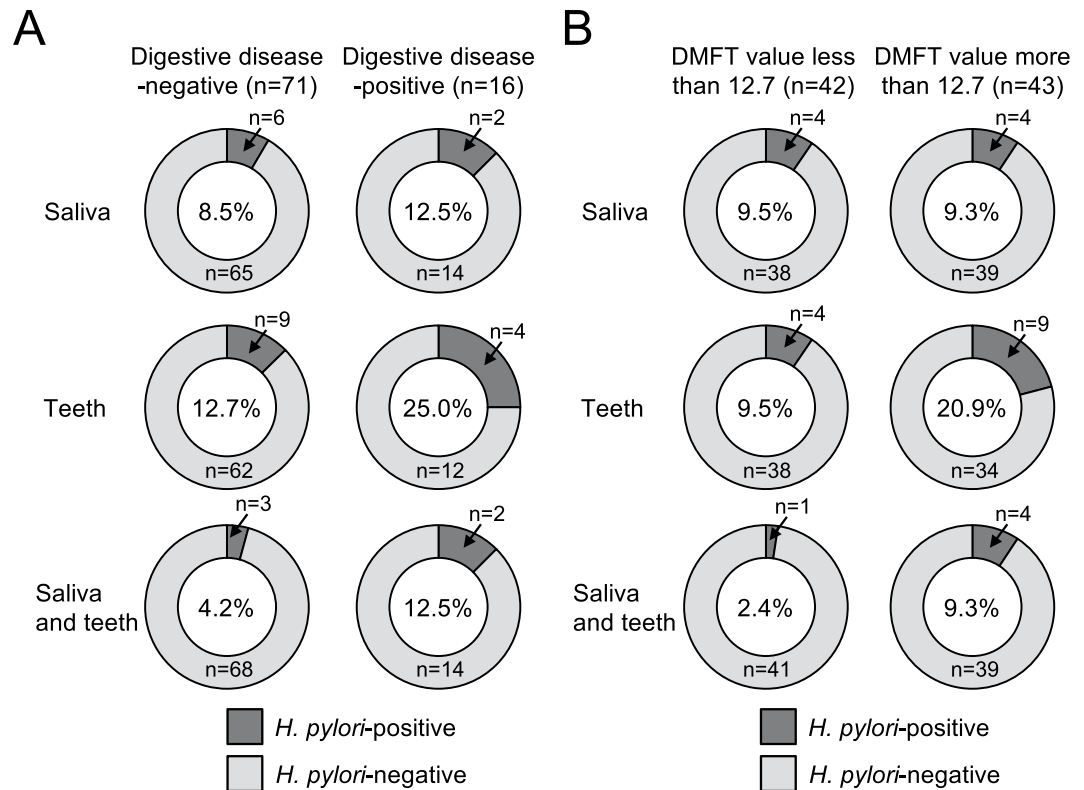 A
Digestive disease
-negative (n=71)
Digestive disease
-positive (n=16)
Saliva
n=6
8.5%
n=65
n=2
12.5%
n=14
Teeth
n=9
12.7%
n=62
n=4
25.0%
n=12
Saliva
and teeth
n=3
4.2%
n=68
n=2
12.5%
n=14
H. pylori-positive
H. pylori-negative
B
DMFT value less
than 12.7 (n=42)
DMFT value more
than 12.7 (n=43)
Saliva
n=4
9.5%
n=38
n=4
9.3%
n=39
Teeth
n=4
9.5%
n=38
n=9
20.9%
n=34
Saliva
and teeth
n=1
2.4%
n=41
n=4
9.3%
n=39
H. pylori-positive
H. pylori-negative